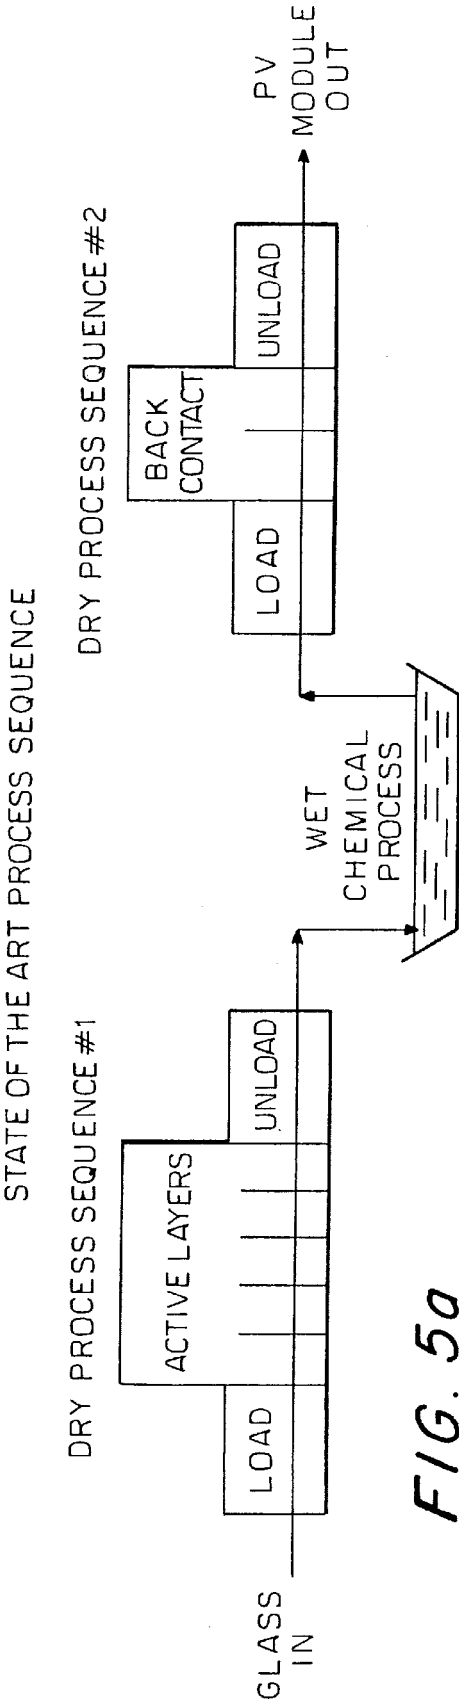 STATE OF THE ART PROCESS SEQUENCE
DRY PROCESS SEQUENCE #1
DRY PROCESS SEQUENCE #2
GLASS
IN
LOAD
ACTIVE LAYERS
UNLOAD
WET
CHEMICAL
PROCESS
LOAD
BACK
CONTACT
UNLOAD
PV
MODULE
OUT
FIG. 5a